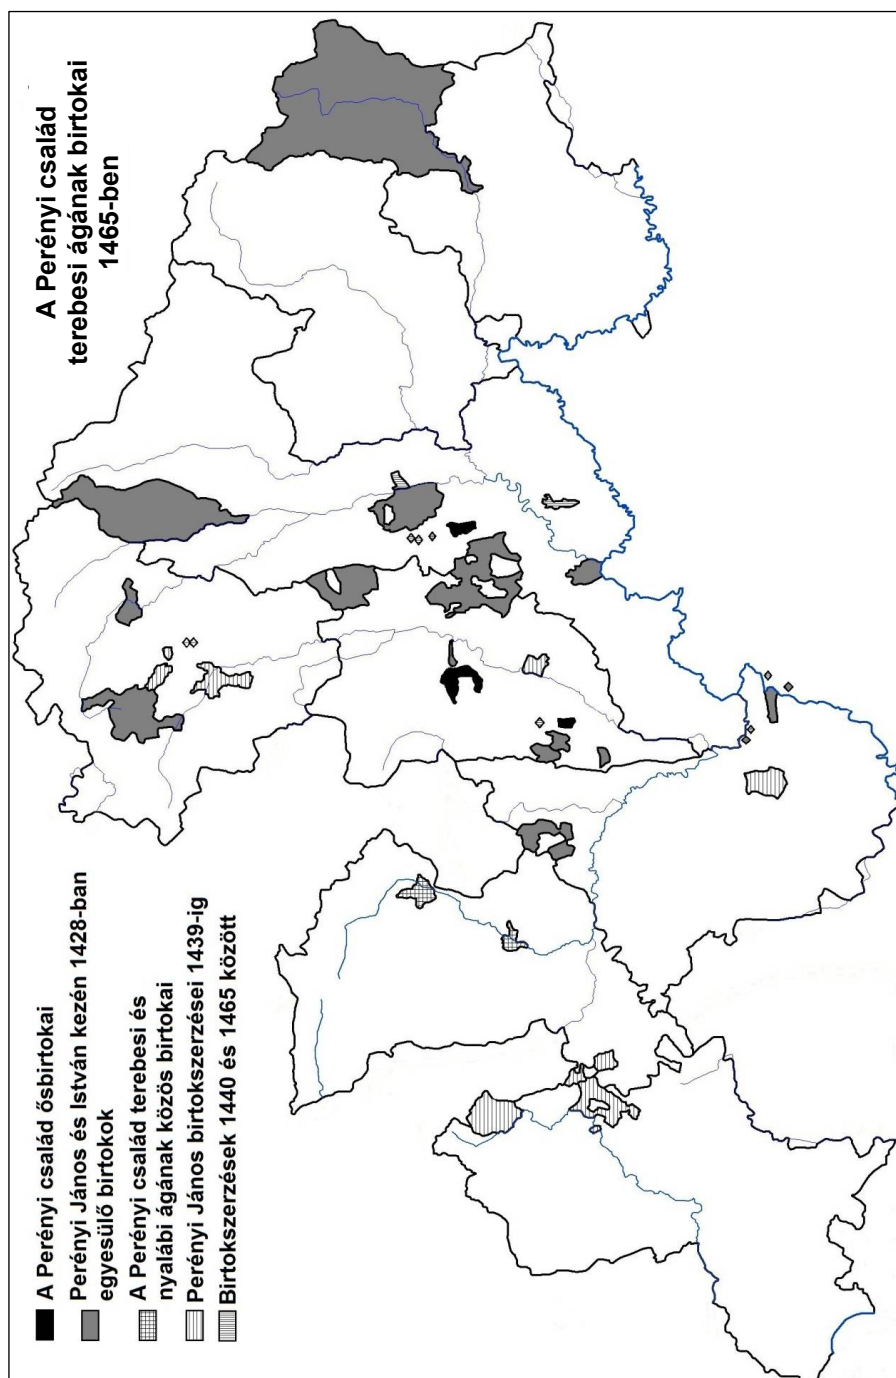 A Perényi család
terebesi ágának birtokai
1465-ben
A Perényi család ősbirtokai
Perényi János és István kezén 1428-ban
egyesülő birtokok
A Perényi család terebesi és
nyalábi ágának közös birtokai
Perényi János birtokszerzései 1439-ig
Birtokszerzések 1440 és 1465 között